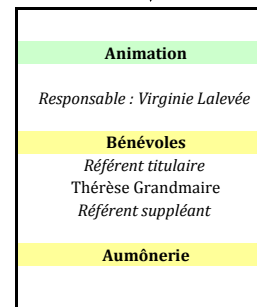 Animation
Responsable : Virginie Lalevée
Bénévoles
Référent titulaire
Thérèse Grandmaire
Référent suppléant
Aumônerie